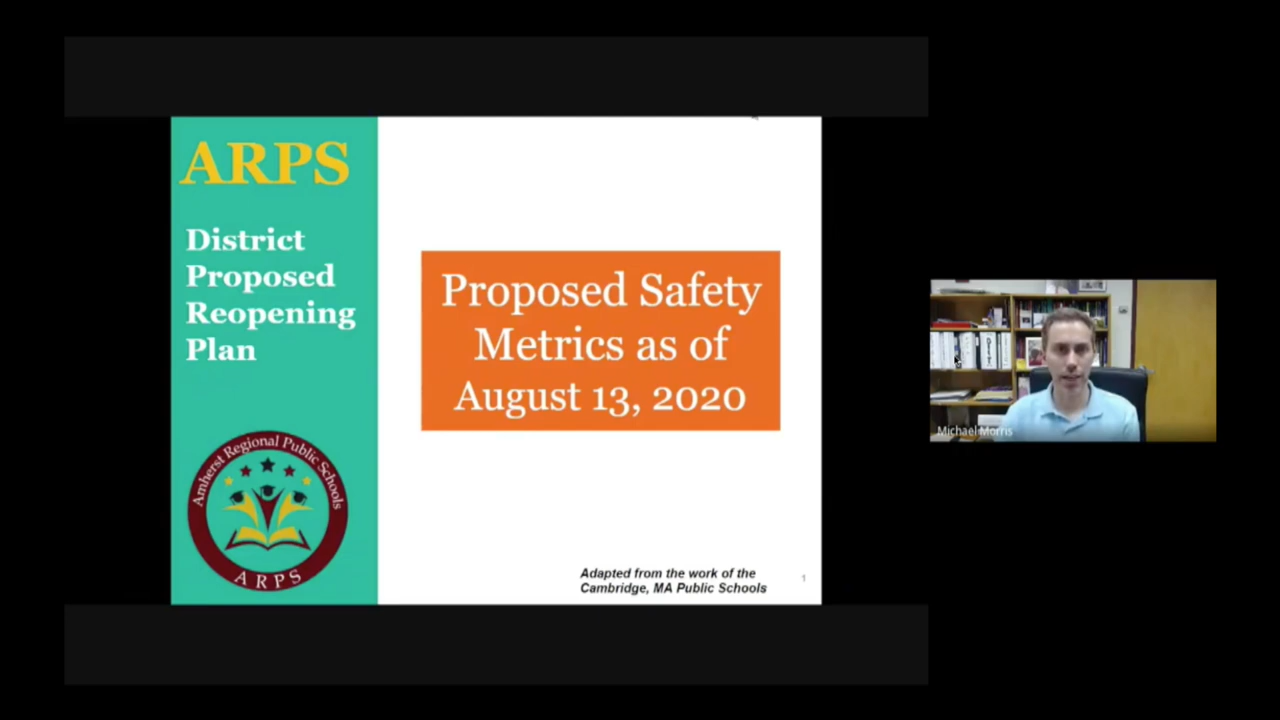 ARPS
District
Proposed
Reopening
Plan
Amherst Regional Public Schools
ARPS
Proposed Safety
Metrics as of
August 13, 2020
Adapted from the work of the
Cambridge, MA Public Schools
1
Michael Morris